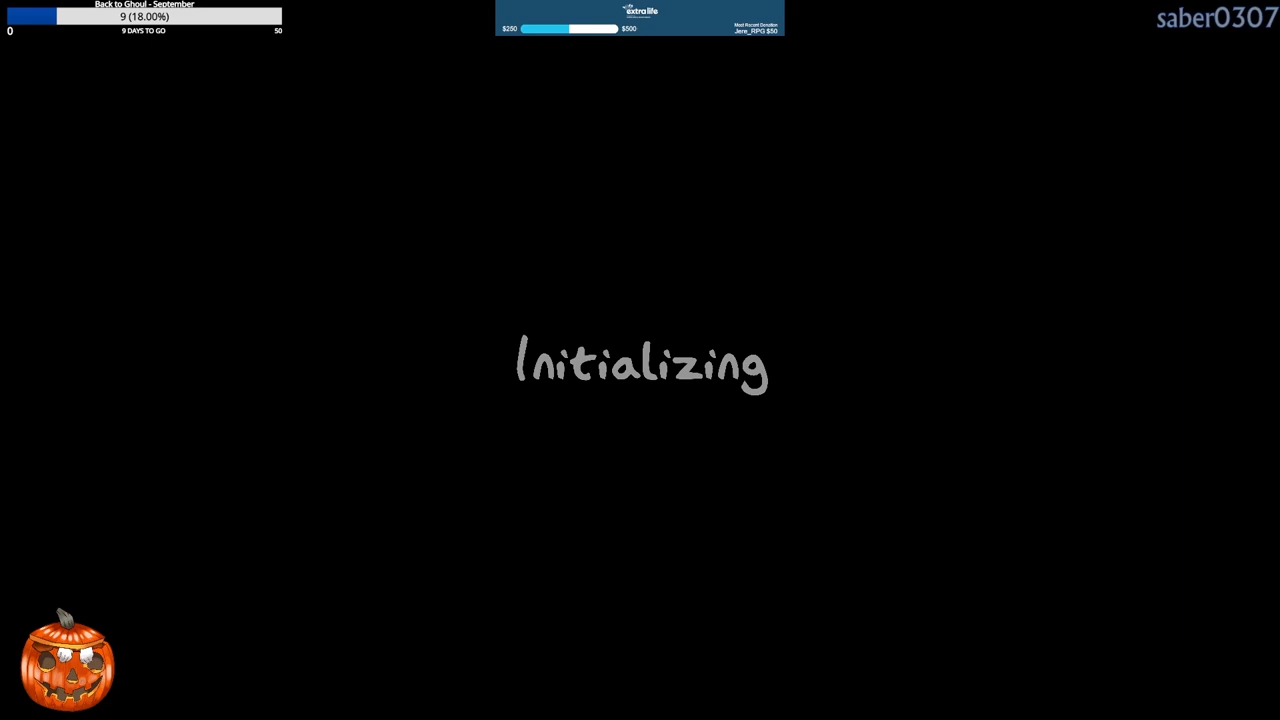 Back to Ghoul - September
9 (18.00%)
0
9 DAYS TO GO
50
extra life
$250
$500
Most Recent Donation
Jere_RPG $50
saber0307
Initializing